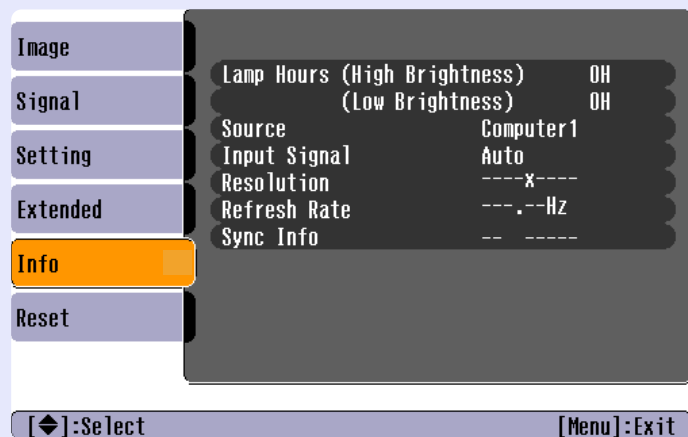 Image
Signal
Setting
Extended
Info
Reset
Lamp Hours (High Brightness) 0H
(Low Brightness) 0H
Source Computer1
Input Signal Auto
Resolution ----x----
Refresh Rate ---.--Hz
Sync Info -- -----
[◆]:Select [Menu]:Exit